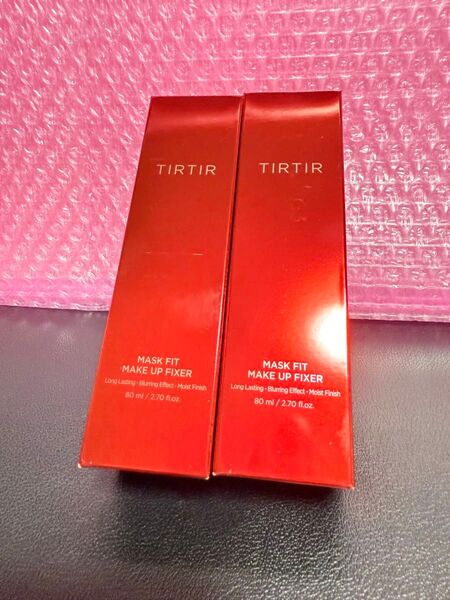 TIRTIR
MASK FIT
MAKE UP FIXER
Long Lasting · Blurring Effect · Moist Finish
80 ml / 2.70 fl.oz.
TIRTIR
MASK FIT
MAKE UP FIXER
Long Lasting · Blurring Effect · Moist Finish
80 ml / 2.70 fl.oz.